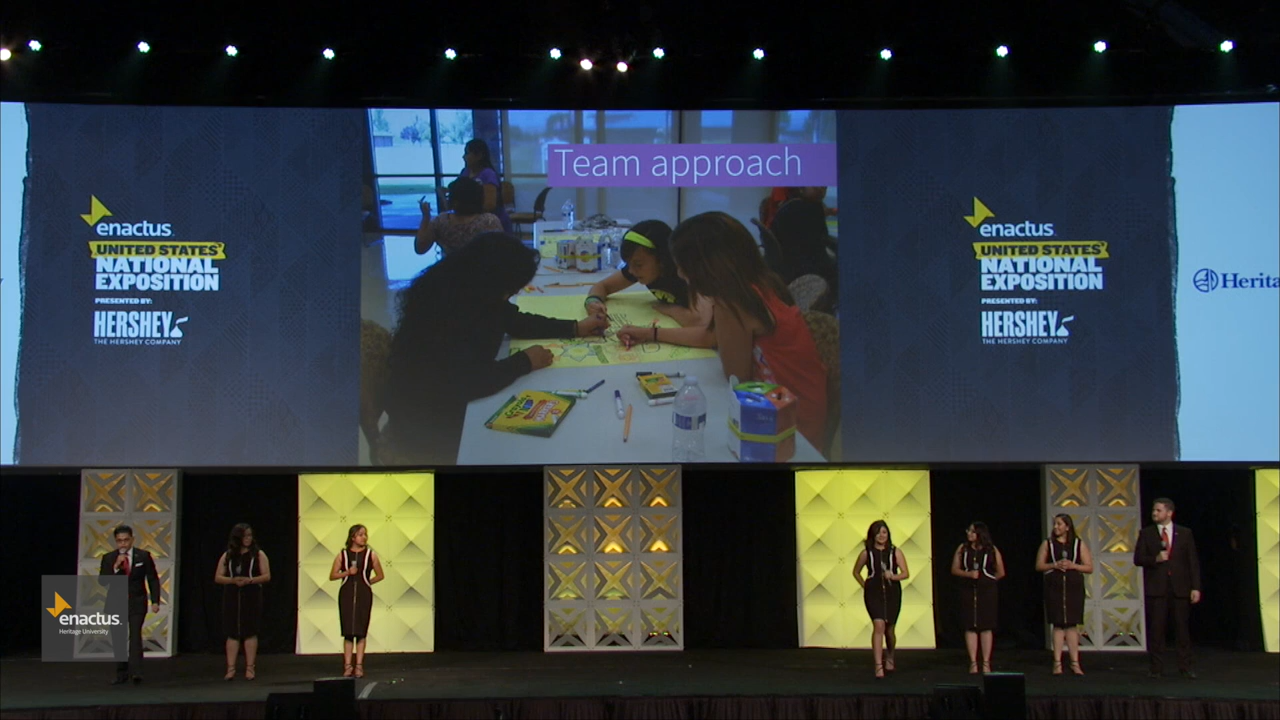 Team approach
enactus
UNITED STATES
NATIONAL
EXPOSITION
PRESENTED BY:
HERSHEY
THE HERSHEY COMPANY
enactus
UNITED STATES
NATIONAL
EXPOSITION
PRESENTED BY:
HERSHEY
THE HERSHEY COMPANY
Herita
Crayola
enactus
Heritage University